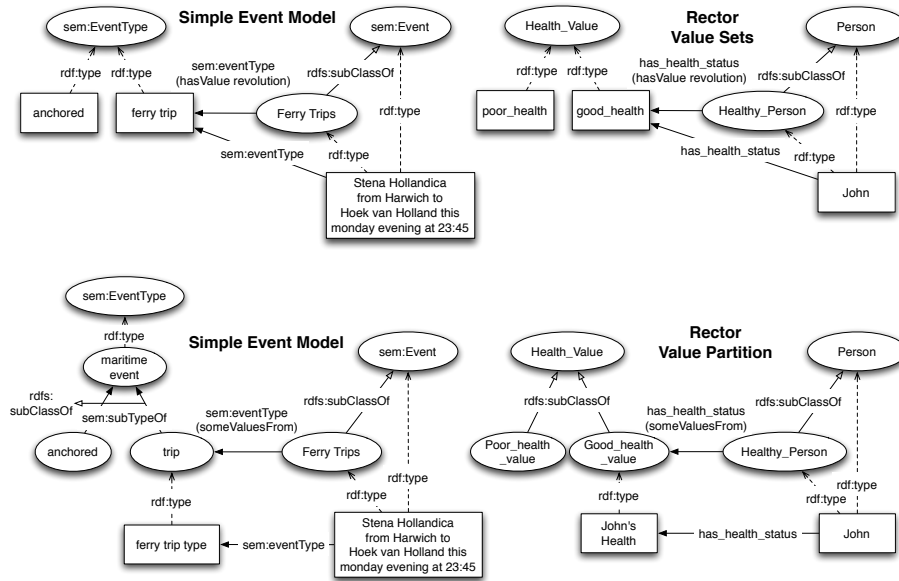 Simple Event Model
sem:EventType
sem:Event
rdf:type
rdf:type
sem:eventType
(hasValue revolution)
rdfs:subClassOf
anchored
ferry trip
Ferry Trips
rdf:type
sem:eventType
rdf:type
Stena Hollandica
from Harwich to
Hoek van Holland this
monday evening at 23:45
Rector
Value Sets
Health_Value
Person
has_health_status
(hasValue revolution)
rdfs:subClassOf
rdf:type
rdf:type
poor_health
good_health
Healthy_Person
rdf:type
has_health_status
rdf:type
John
sem:EventType
Simple Event Model
rdf:type
sem:Event
maritime
event
rdfs:
subClassOf
sem:subTypeOf
sem:eventType
(someValuesFrom)
rdfs:subClassOf
anchored
trip
Ferry Trips
rdf:type
rdf:type
rdf:type
ferry trip type
sem:eventType
Stena Hollandica
from Harwich to
Hoek van Holland this
monday evening at 23:45
Rector
Value Partition
Health_Value
Person
rdfs:subClassOf
has_health_status
(someValuesFrom)
rdfs:subClassOf
Poor_health
_value
Good_health
_value
Healthy_Person
rdf:type
rdf:type
rdf:type
John's
Health
has_health_status
John